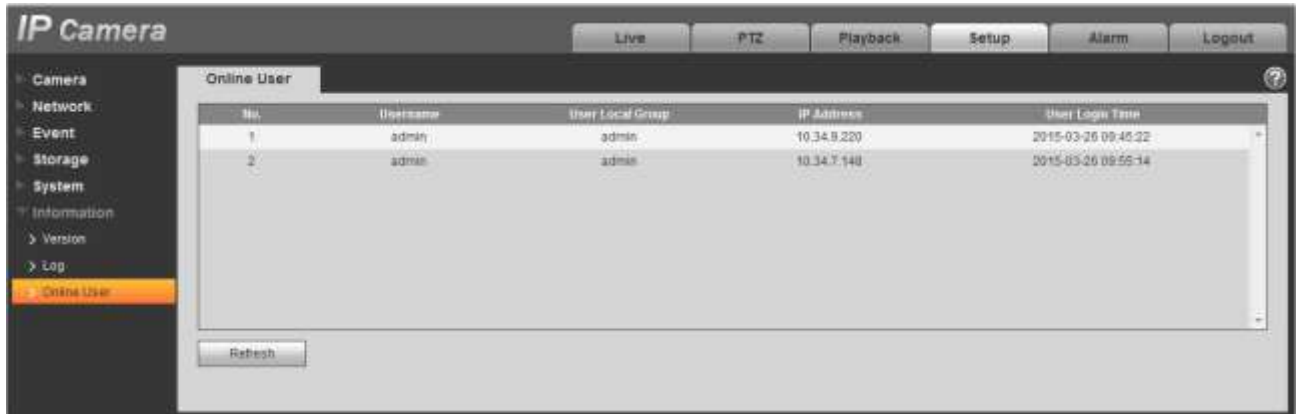 IP Camera
Live PTZ Playback Setup Alarm Logout
Camera
Network
Event
Storage
System
Information
Version
Log
Online User
Online User
?
No. Username User Local Group IP Address User Login Time
1 admin admin 10.34.9.220 2015-03-26 09:45:22
2 admin admin 10.34.7.148 2015-03-26 09:55:14
Refresh